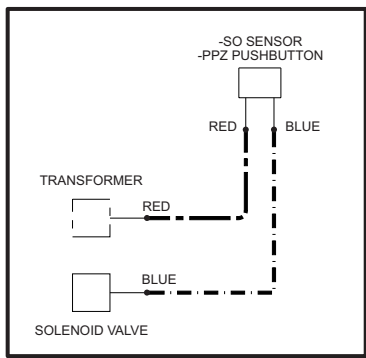 -SO SENSOR
-PPZ PUSHBUTTON
RED
BLUE
TRANSFORMER
RED
BLUE
SOLENOID VALVE